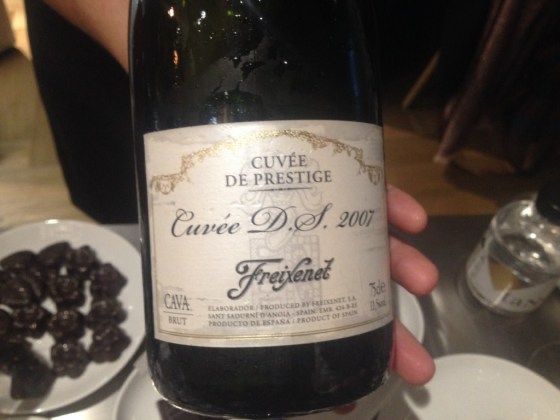 CUVÉE
DE PRESTIGE
Cuvée D.S. 2007
Freixenet
CAVA
BRUT
75cl e
ELABORADOR / PRODUCED BY FREIXENET, S.A.
SANT SADURNÍ D'ANOIA - SPAIN
PRODUCTO DE ESPAÑA / PRODUCT OF SPAIN